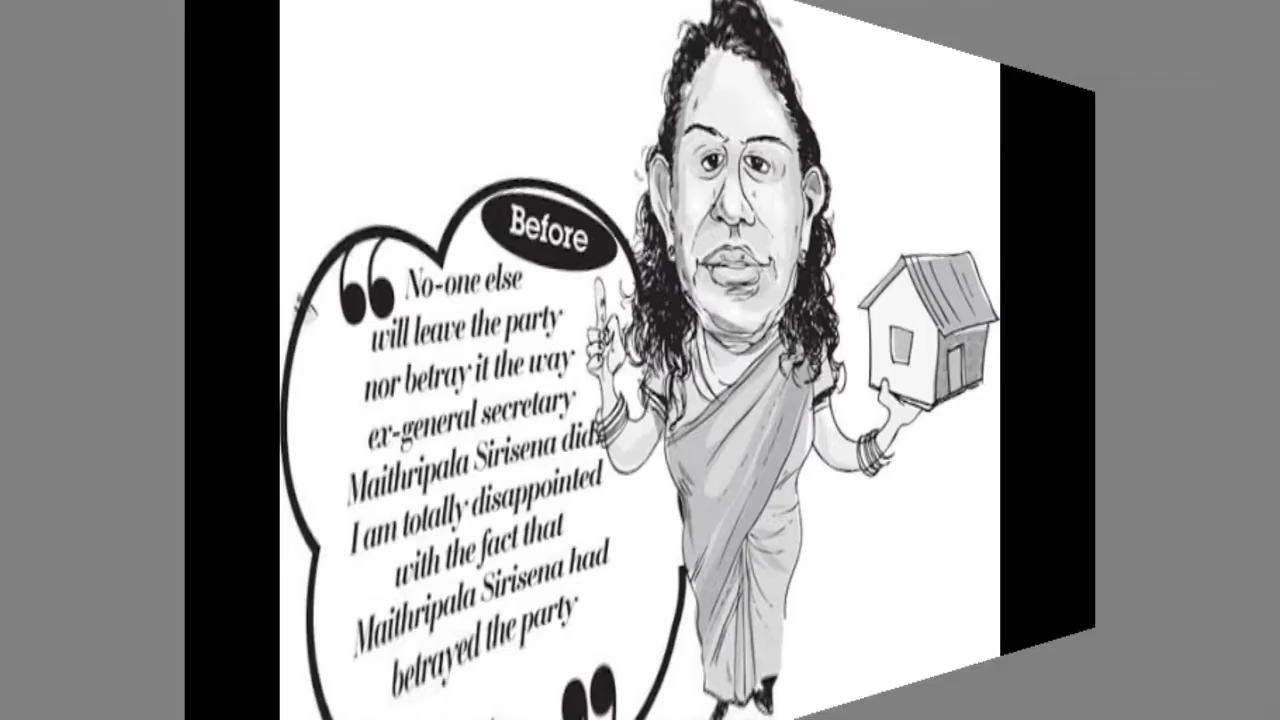 Before
“No-one else
will leave the party
nor betray it the way
ex-general secretary
Maithripala Sirisena did.
I am totally disappointed
with the fact that
Maithripala Sirisena had
betrayed the party
”